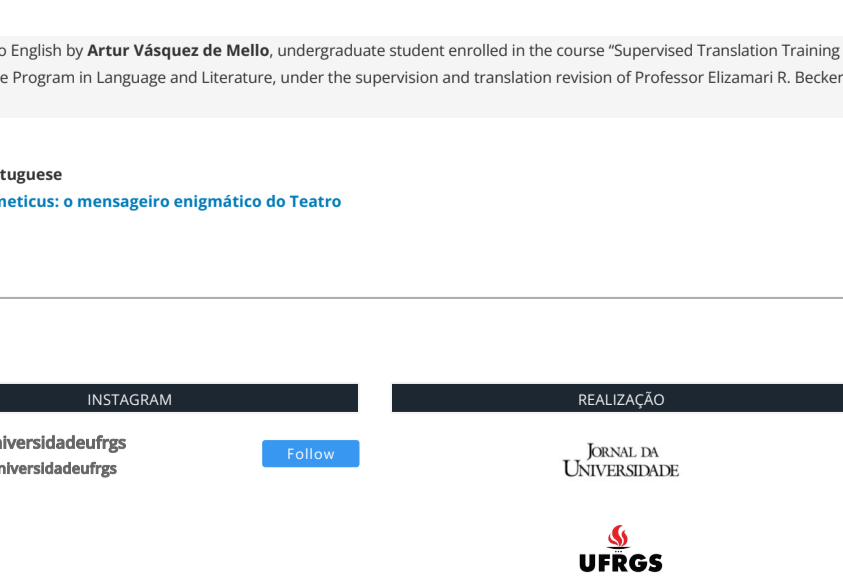 o English by Artur Vásquez de Mello, undergraduate student enrolled in the course “Supervised Translation Training
e Program in Language and Literature, under the supervision and translation revision of Professor Elizamari R. Becker
tuguese
neticus: o mensageiro enigmático do Teatro
INSTAGRAM
niversidadeufrgs
niversidadeufrgs
Follow
REALIZAÇÃO
JORNAL DA
UNIVERSIDADE
UFRGS